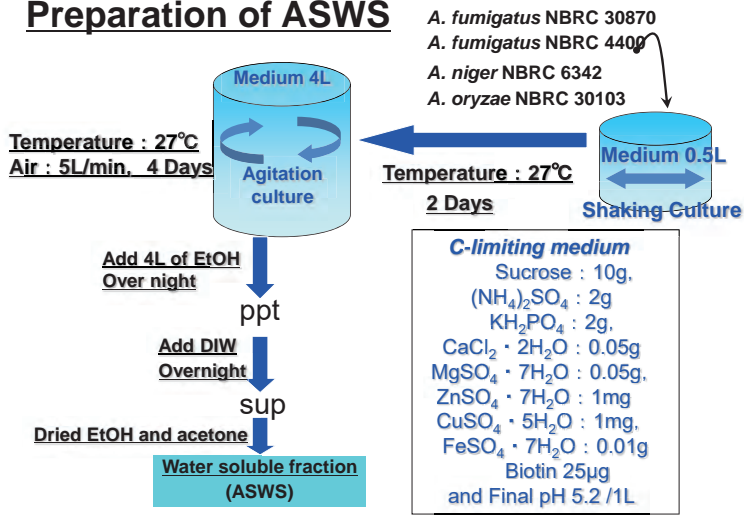 Preparation of ASWS
A. fumigatus NBRC 30870
A. fumigatus NBRC 4400
A. niger NBRC 6342
A. oryzae NBRC 30103
Medium 4L
Agitation
culture
Temperature：27℃
Air：5L/min, 4 Days
Temperature：27℃
2 Days
Medium 0.5L
Shaking Culture
Add 4L of EtOH
Over night
ppt
Add DIW
Overnight
sup
Dried EtOH and acetone
Water soluble fraction
(ASWS)
C-limiting medium
Sucrose：10g,
(NH₄)₂SO₄：2g
KH₂PO₄：2g,
CaCl₂・2H₂O：0.05g
MgSO₄・7H₂O：0.05g,
ZnSO₄・7H₂O：1mg
CuSO₄・5H₂O：1mg,
FeSO₄・7H₂O：0.01g
Biotin 25μg
and Final pH 5.2 /1L